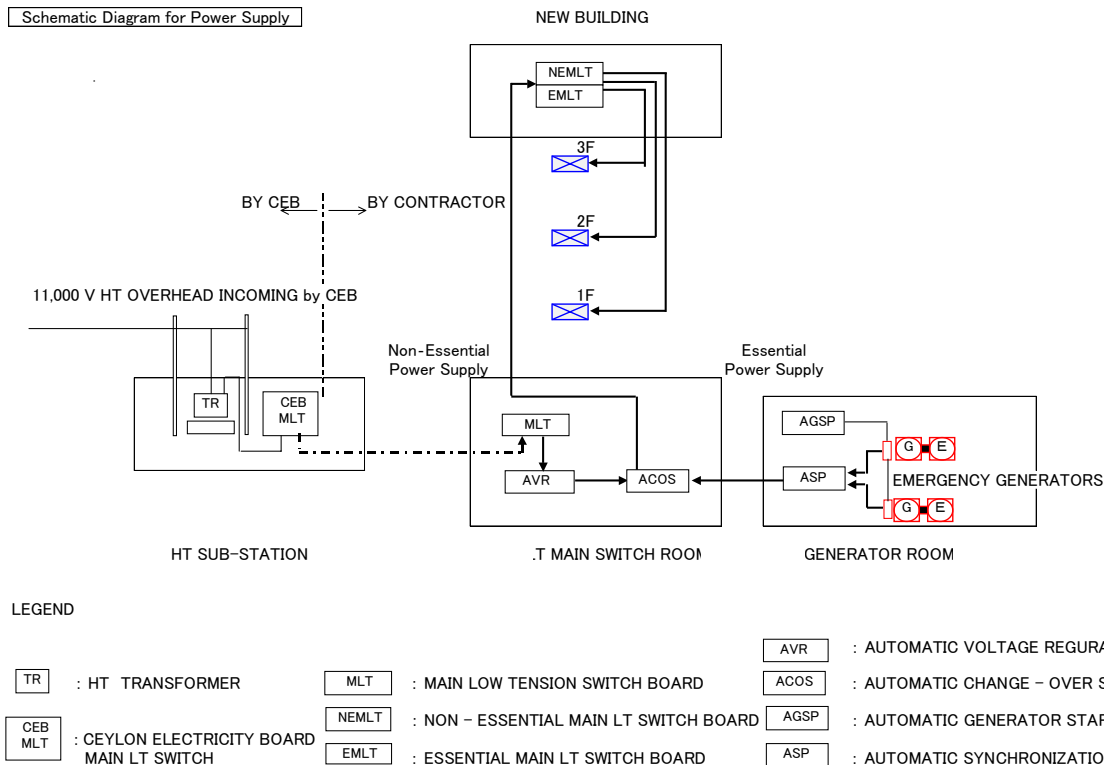 Schematic Diagram for Power Supply
NEW BUILDING
NEMLT
EMLT
3F
BY CEB
BY CONTRACTOR
2F
11,000 V HT OVERHEAD INCOMING by CEB
1F
Non-Essential
Power Supply
Essential
Power Supply
TR
CEB
MLT
MLT
AVR
ACOS
AGSP
ASP
G E
EMERGENCY GENERATORS
G E
HT SUB-STATION
.T MAIN SWITCH ROOM
GENERATOR ROOM
LEGEND
TR : HT TRANSFORMER
CEB
MLT : CEYLON ELECTRICITY BOARD
MAIN LT SWITCH
MLT : MAIN LOW TENSION SWITCH BOARD
NEMLT : NON - ESSENTIAL MAIN LT SWITCH BOARD
EMLT : ESSENTIAL MAIN LT SWITCH BOARD
AVR : AUTOMATIC VOLTAGE REGURA
ACOS : AUTOMATIC CHANGE - OVER S
AGSP : AUTOMATIC GENERATOR STAR
ASP : AUTOMATIC SYNCHRONIZATIO